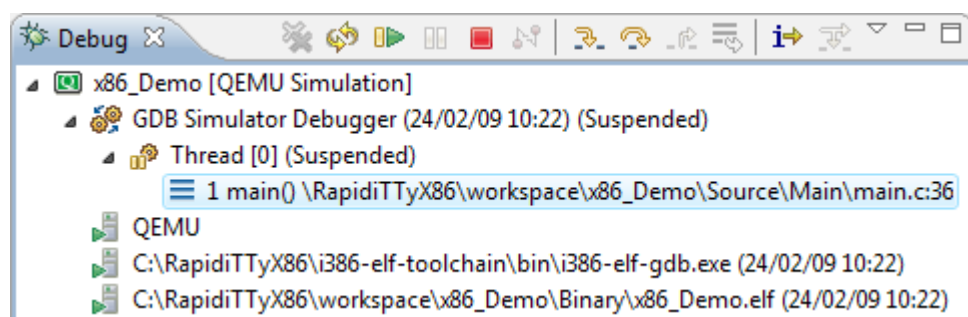 Debug
i
x86_Demo [QEMU Simulation]
GDB Simulator Debugger (24/02/09 10:22) (Suspended)
Thread [0] (Suspended)
1 main() \RapidiTTyX86\workspace\x86_Demo\Source\Main\main.c:36
QEMU
C:\RapidiTTyX86\i386-elf-toolchain\bin\i386-elf-gdb.exe (24/02/09 10:22)
C:\RapidiTTyX86\workspace\x86_Demo\Binary\x86_Demo.elf (24/02/09 10:22)